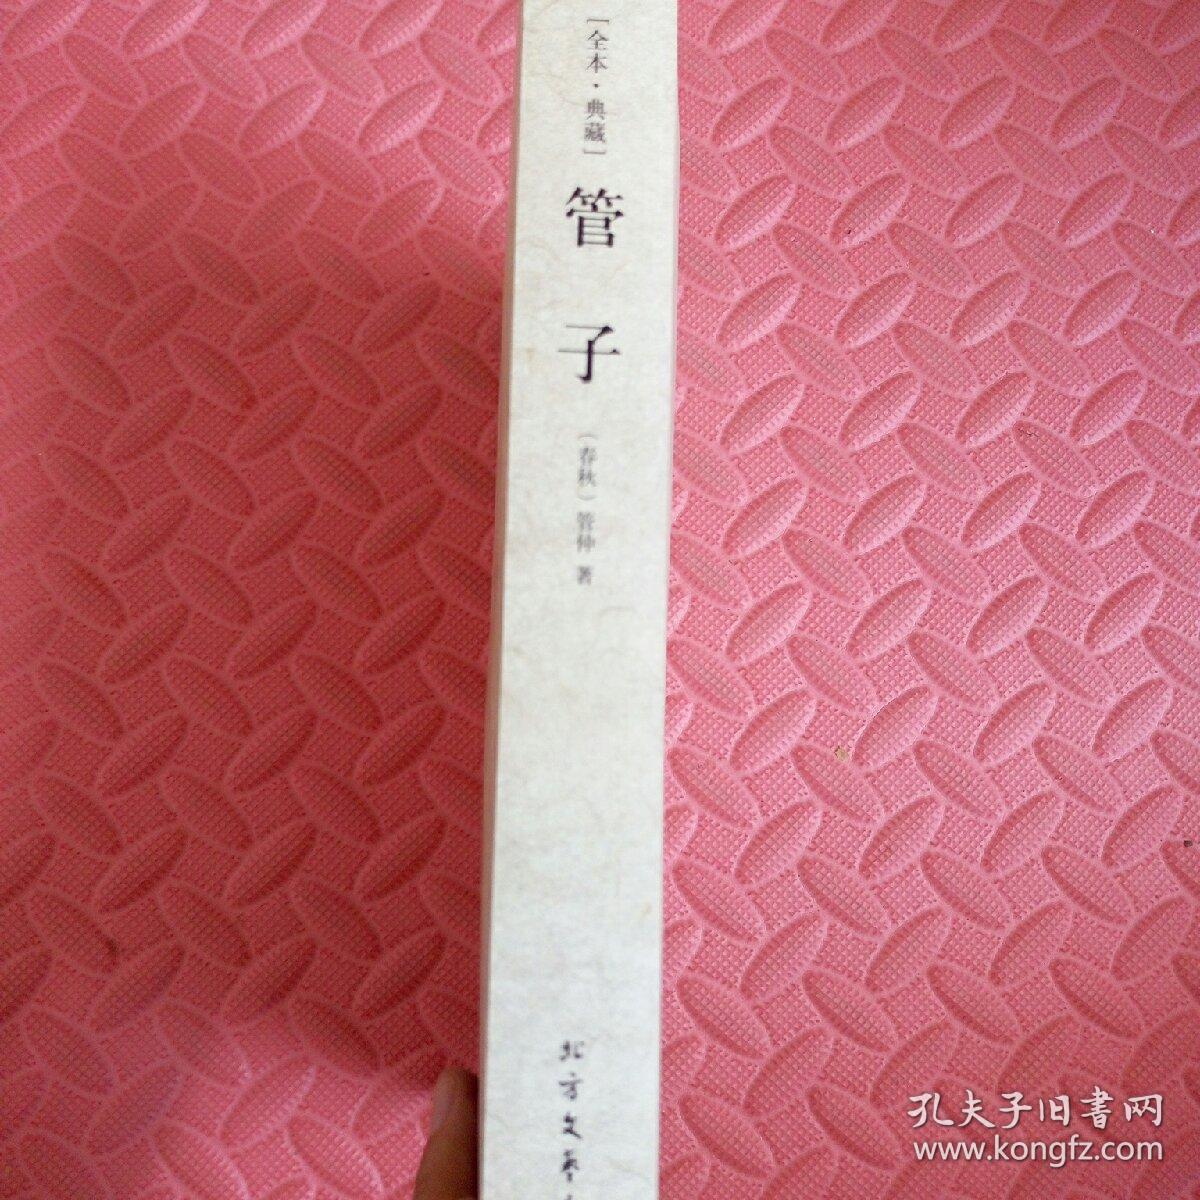 [全本·典藏]
管子
（春秋）管仲 著
北方文艺
孔夫子旧書网
www.kongfz.com